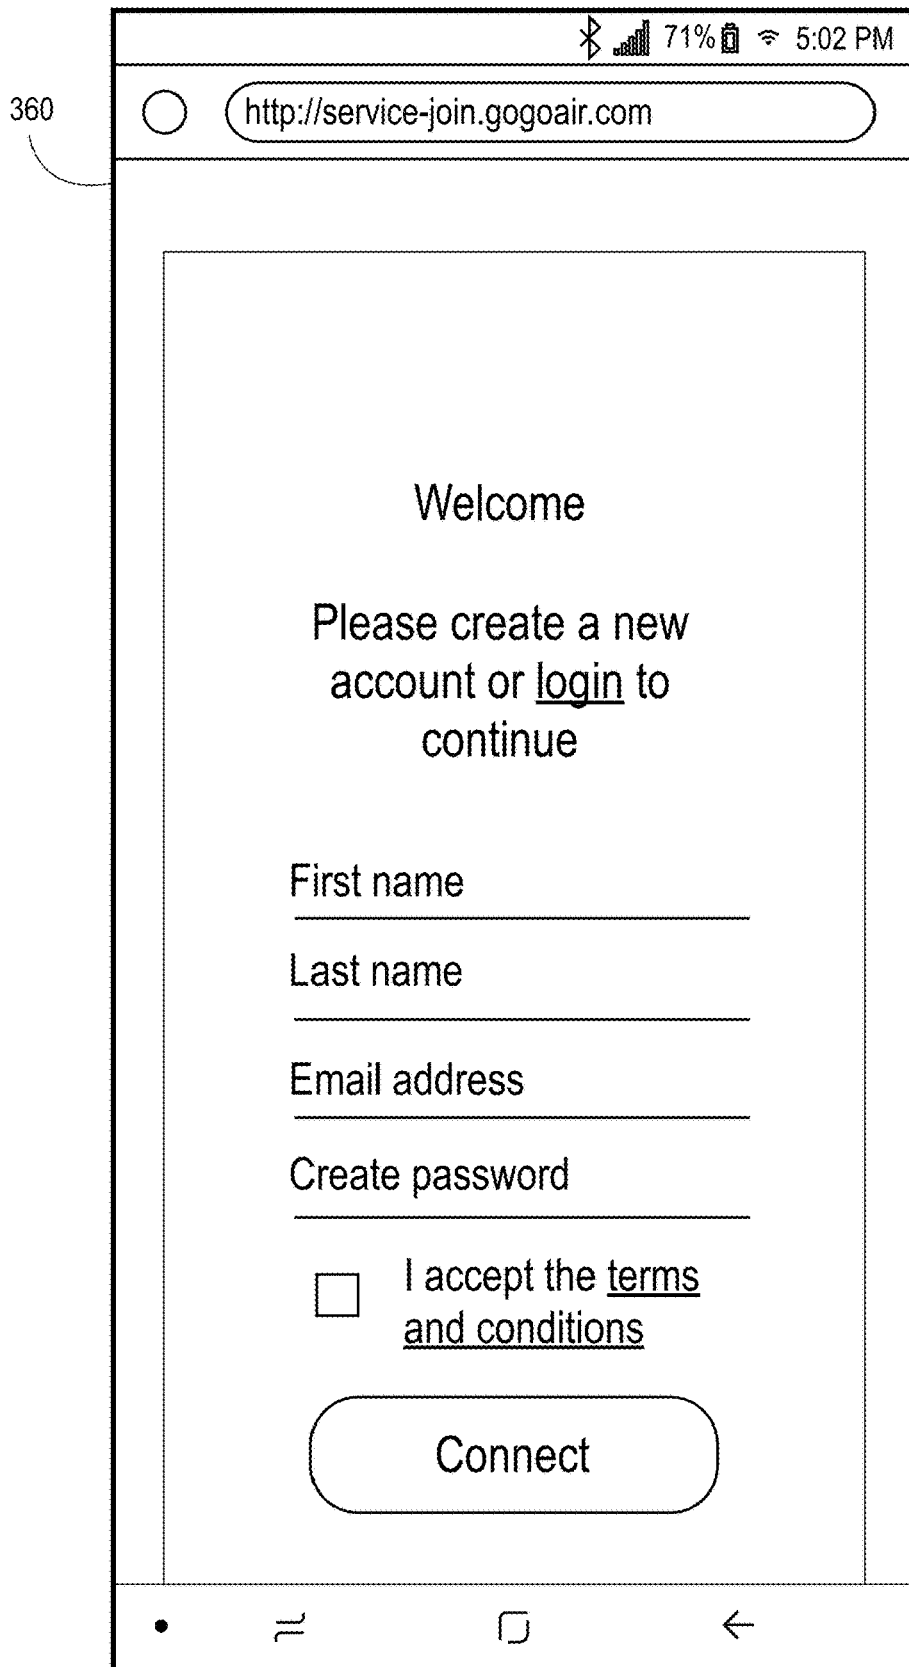 71% 5:02 PM
360
http://service-join.gogoair.com
Welcome
Please create a new
account or login to
continue
First name
Last name
Email address
Create password
I accept the terms
and conditions
Connect